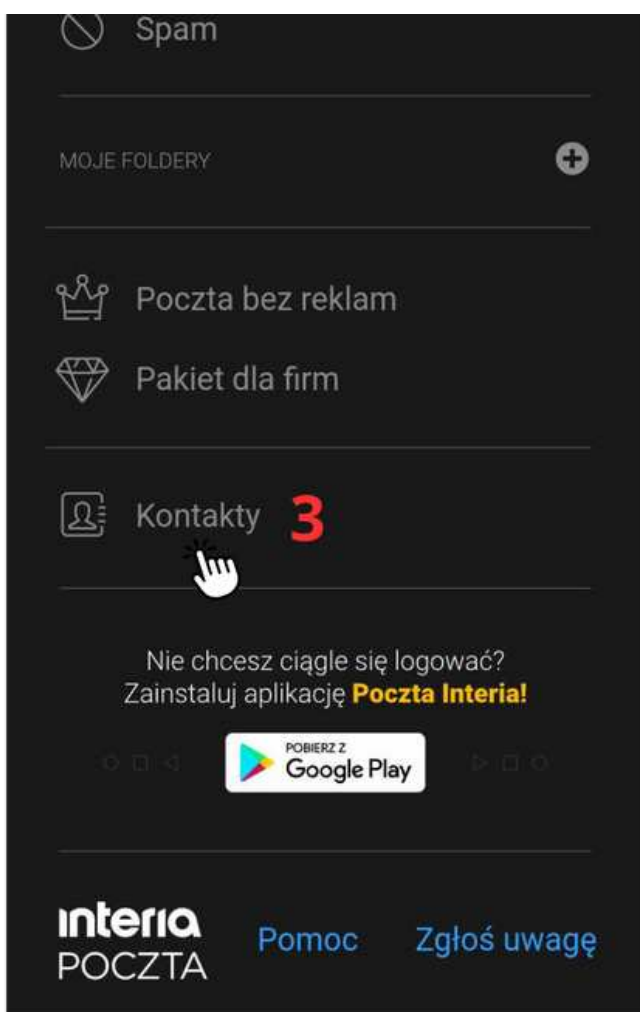 Spam
MOJE FOLDERY
Poczta bez reklam
Pakiet dla firm
Kontakty 3
Nie chcesz ciągle się logować?
Zainstaluj aplikację Poczta Interia!
POBIERZ Z
Google Play
interia
POCZTA
Pomoc
Zgłoś uwagę